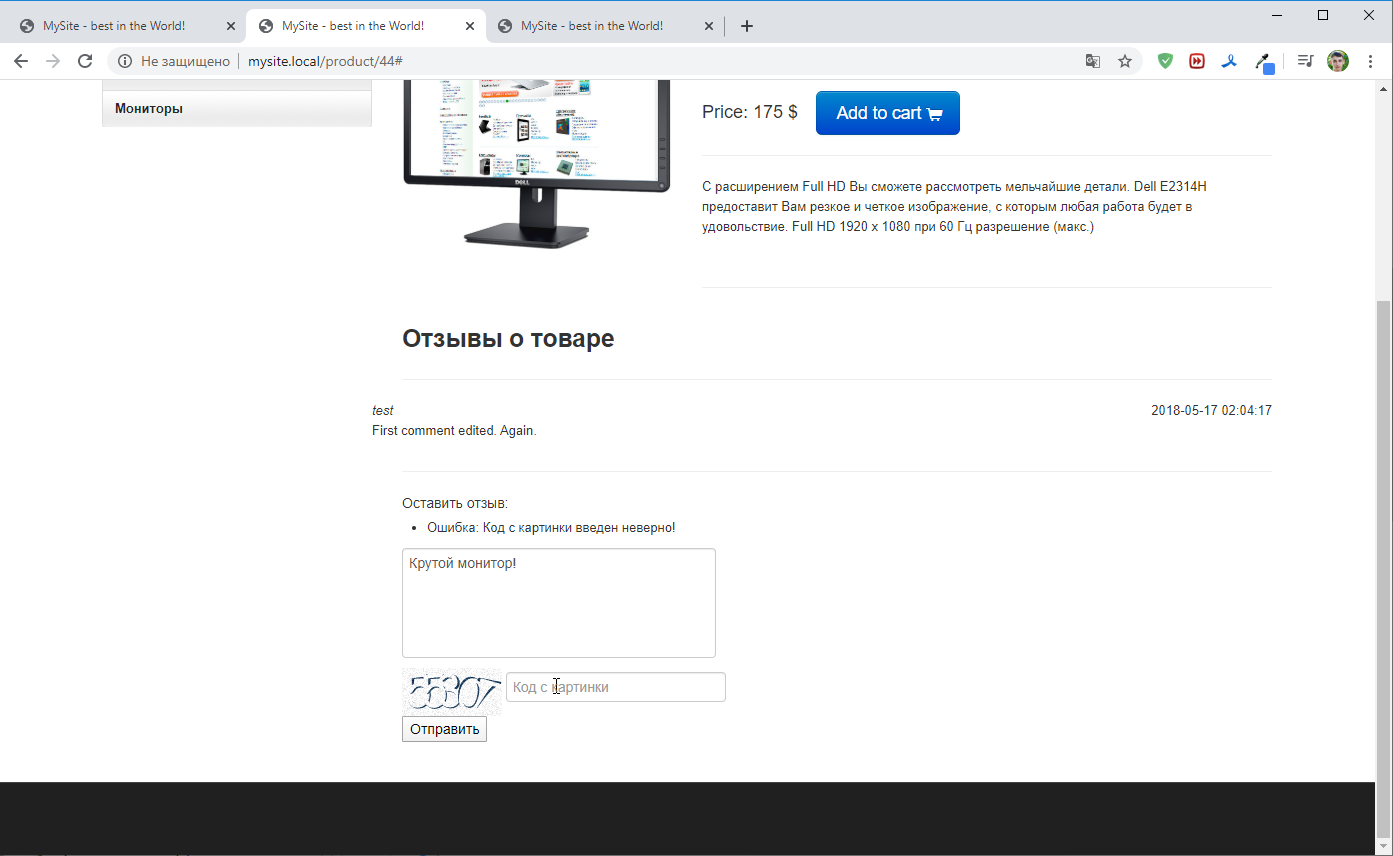 MySite - best in the World!
MySite - best in the World!
MySite - best in the World!
Не защищено
mysite.local/product/44#
Мониторы
DELL
Price: 175 $
Add to cart
С расширением Full HD Вы сможете рассмотреть мельчайшие детали. Dell E2314H
предоставит Вам резкое и четкое изображение, с которым любая работа будет в
удовольствие. Full HD 1920 x 1080 при 60 Гц разрешение (макс.)
Отзывы о товаре
test
2018-05-17 02:04:17
First comment edited. Again.
Оставить отзыв:
Ошибка: Код с картинки введен неверно!
Крутой монитор!
55307
Код с картинки
Отправить